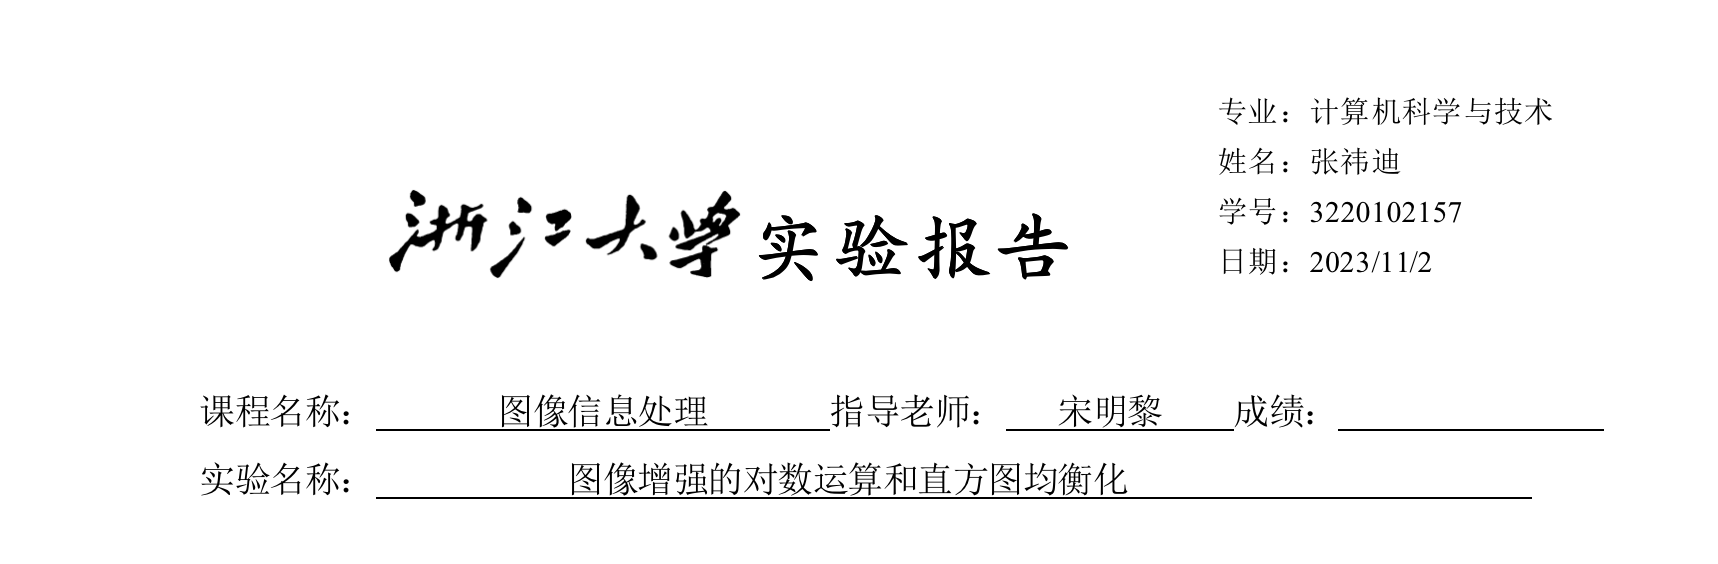 专业：计算机科学与技术
姓名：张祎迪
学号：3220102157
日期：2023/11/2
浙江大学实验报告
课程名称：图像信息处理指导老师：宋明黎成绩：
实验名称：图像增强的对数运算和直方图均衡化